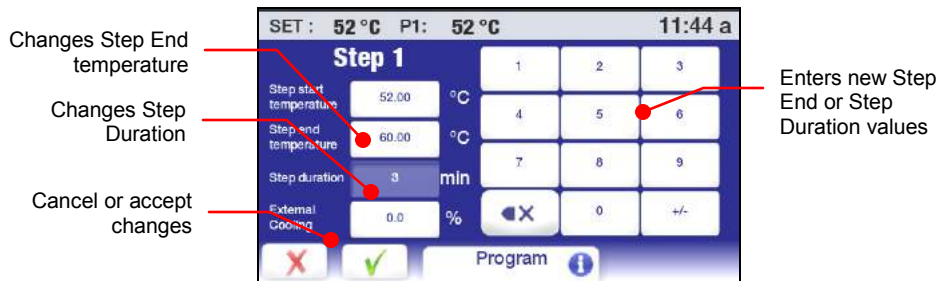 Changes Step End
temperature
Changes Step
Duration
Cancel or accept
changes
SET : 52 °C P1: 52 °C 11:44 a
Step 1
Step start
temperature 52.00 °C
Step end
temperature 60.00 °C
Step duration 3 min
External
Cooling 0.0 %
1 2 3
4 5 6
7 8 9
0 +/-
Program
Enters new Step
End or Step
Duration values